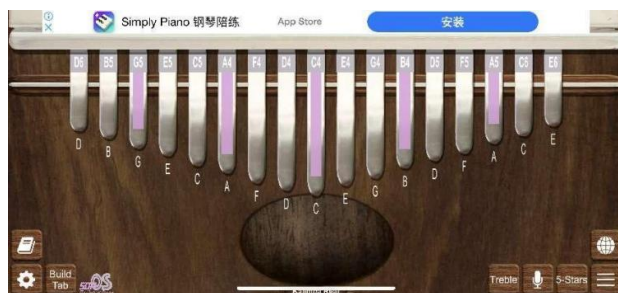 Simply Piano 钢琴陪练 App Store 安装
D6 B5 G5 E5 C5 A4 F4 D4 C4 E4 G4 B4 D5 F5 A5 C6 E6
D B G E C A F D C E G B D F A C E
Build
Tab
Treble
5-Stars